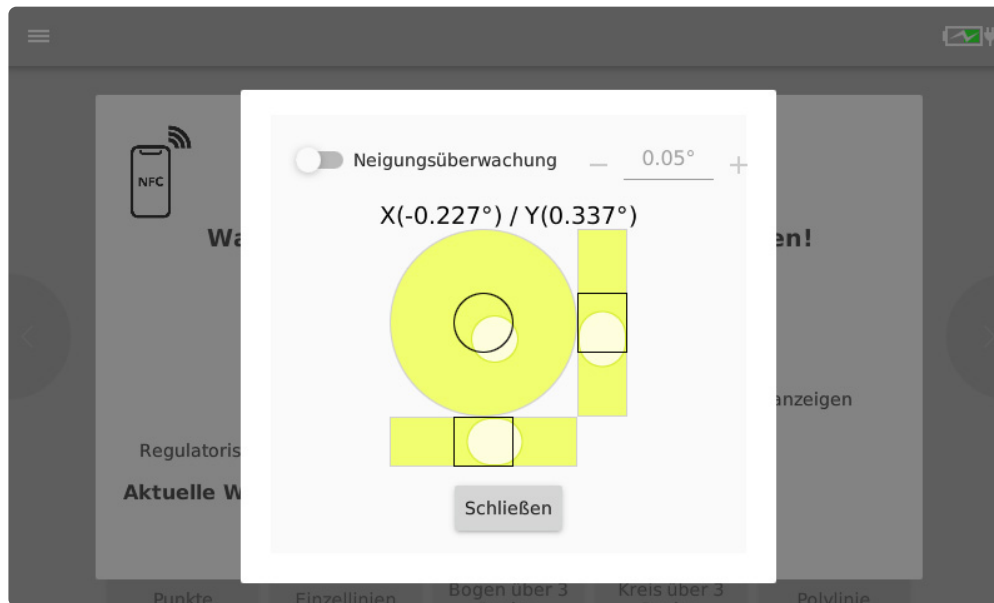 NFC
Neigungsüberwachung
0.05°
X(-0.227°) / Y(0.337°)
Wa
en!
anzeigen
Regulatoris
Aktuelle W
Schließen
Punkte
Einzellinien
Bogen über 3
Kreis über 3
Polylinie